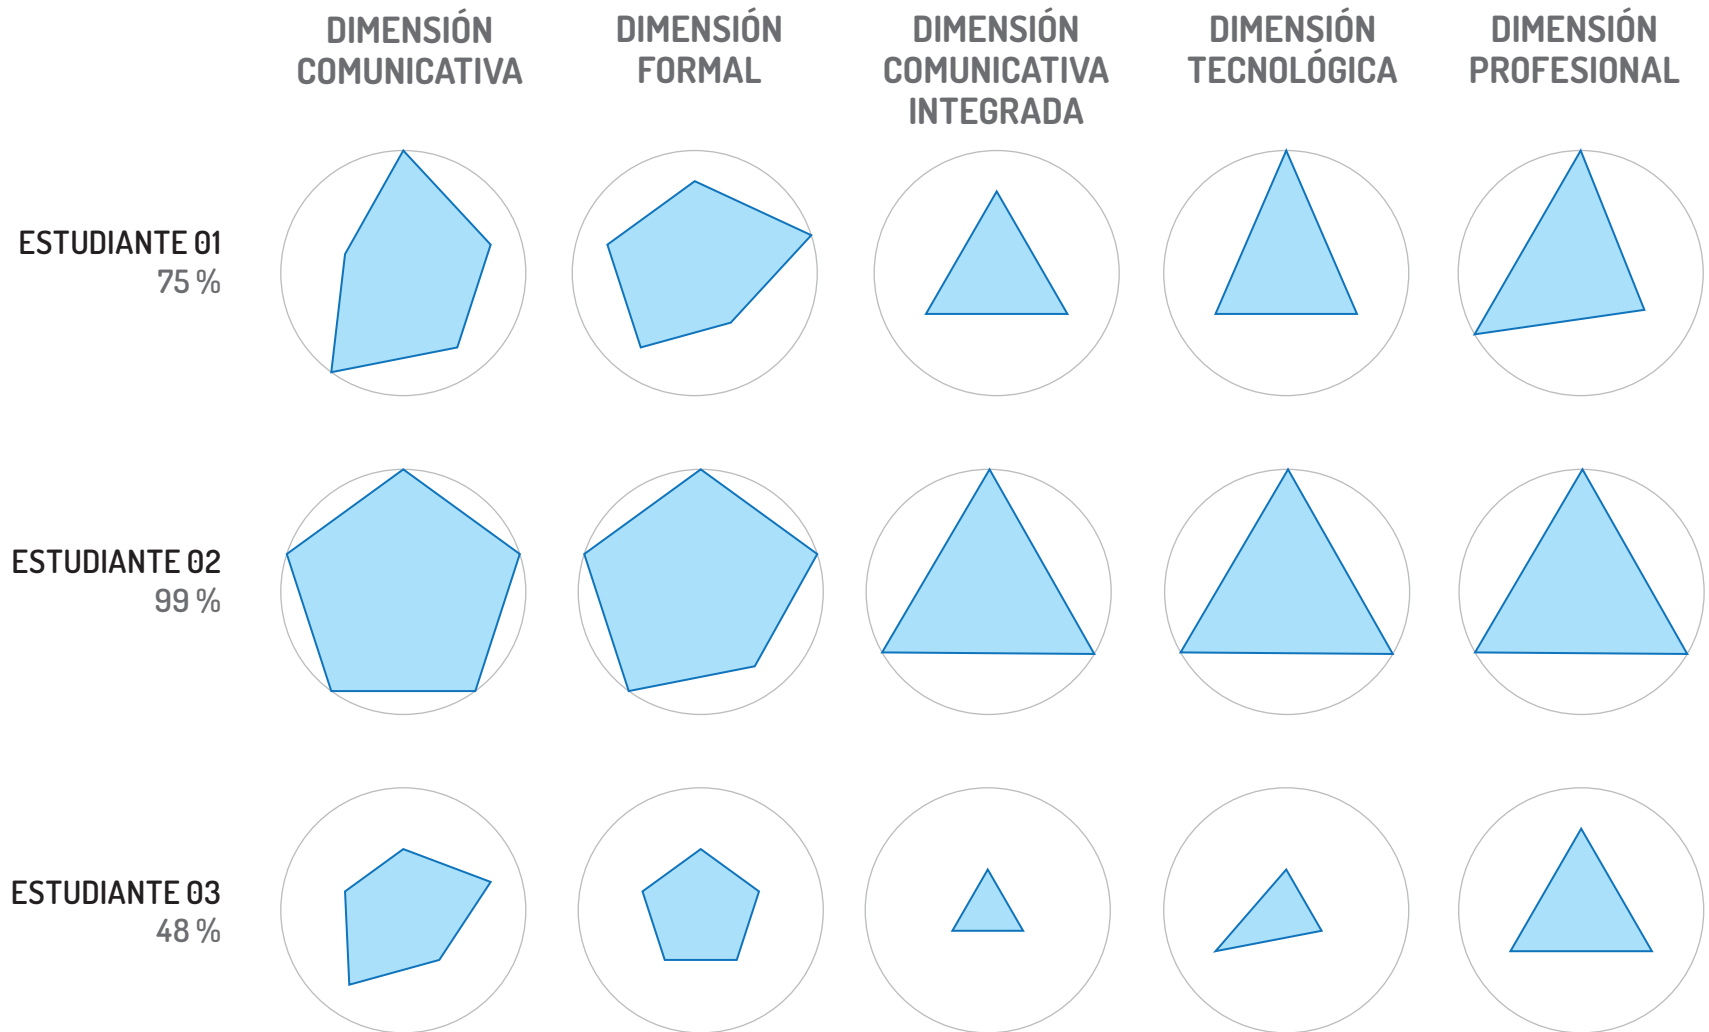 DIMENSIÓN
COMUNICATIVA
DIMENSIÓN
FORMAL
DIMENSIÓN
COMUNICATIVA
INTEGRADA
DIMENSIÓN
TECNOLÓGICA
DIMENSIÓN
PROFESIONAL
ESTUDIANTE 01
75 %
ESTUDIANTE 02
99 %
ESTUDIANTE 03
48 %